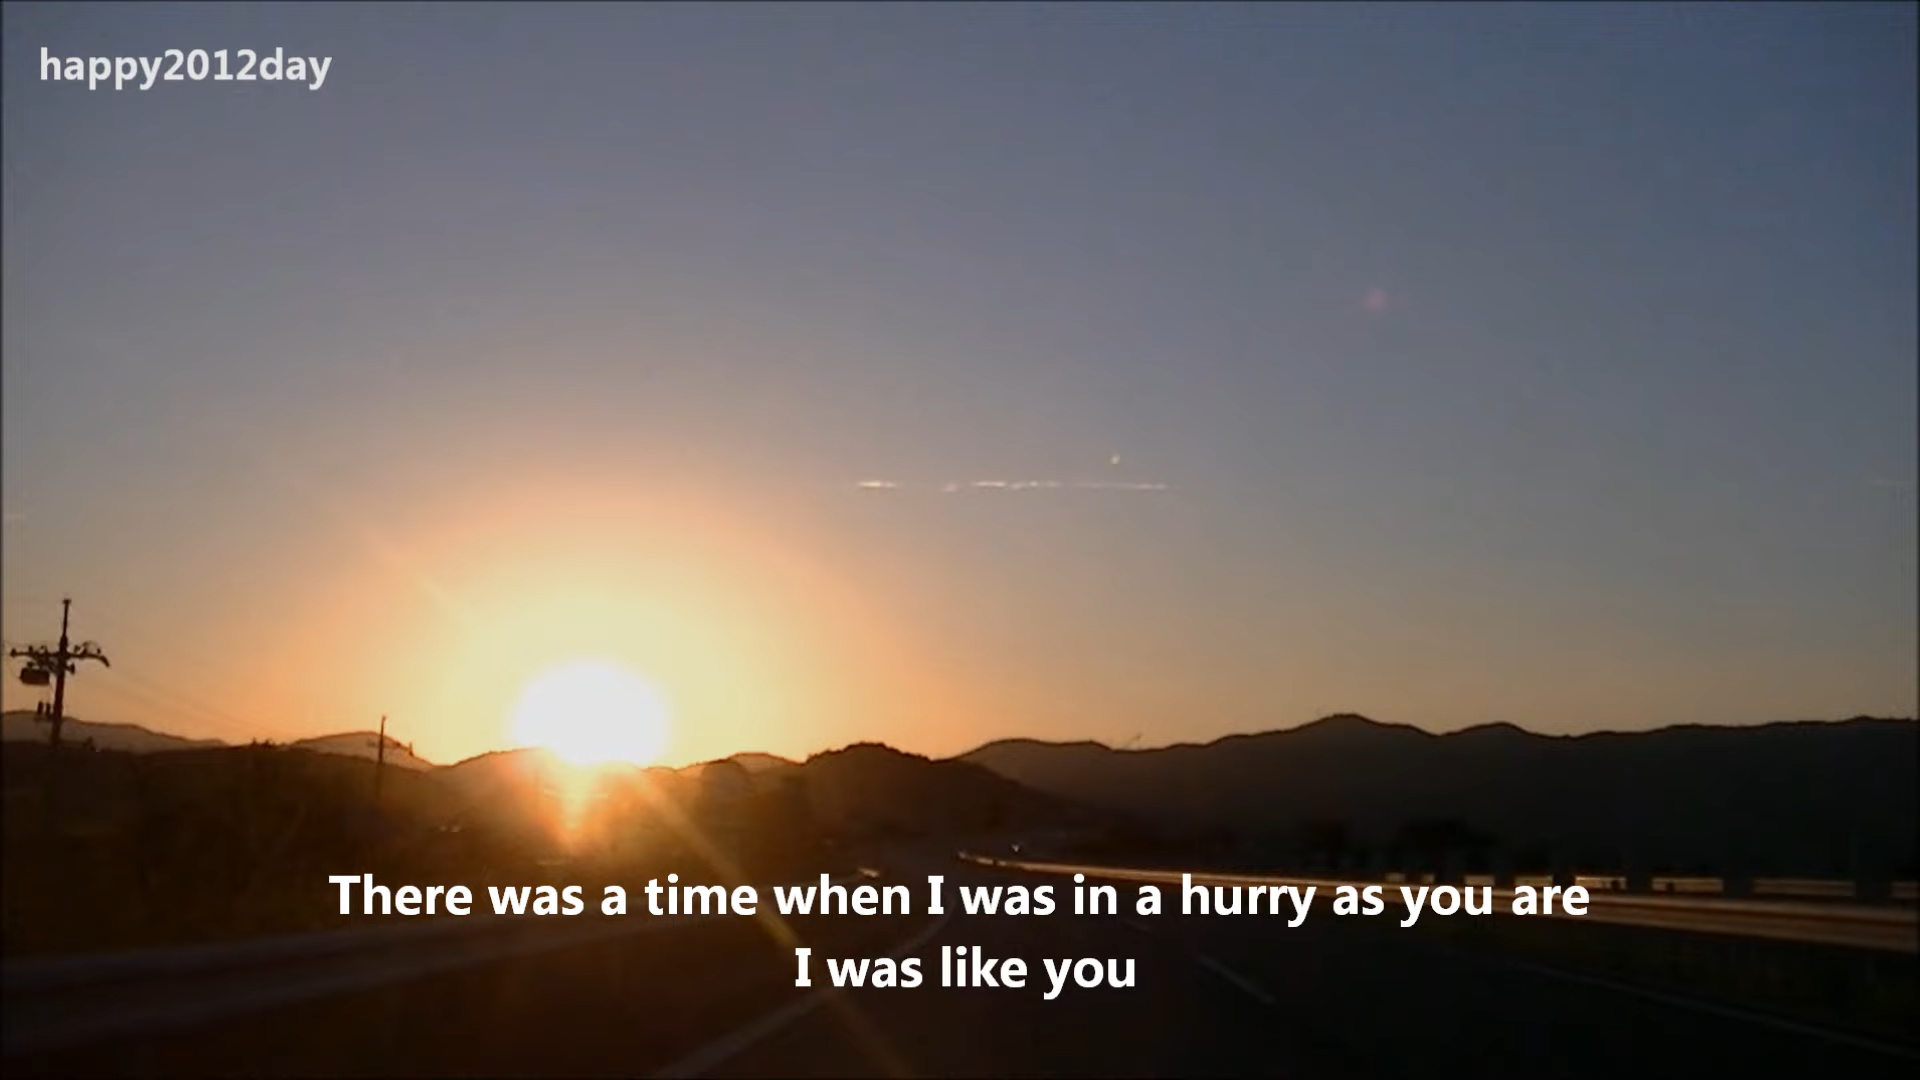 happy2012day
There was a time when I was in a hurry as you are
I was like you